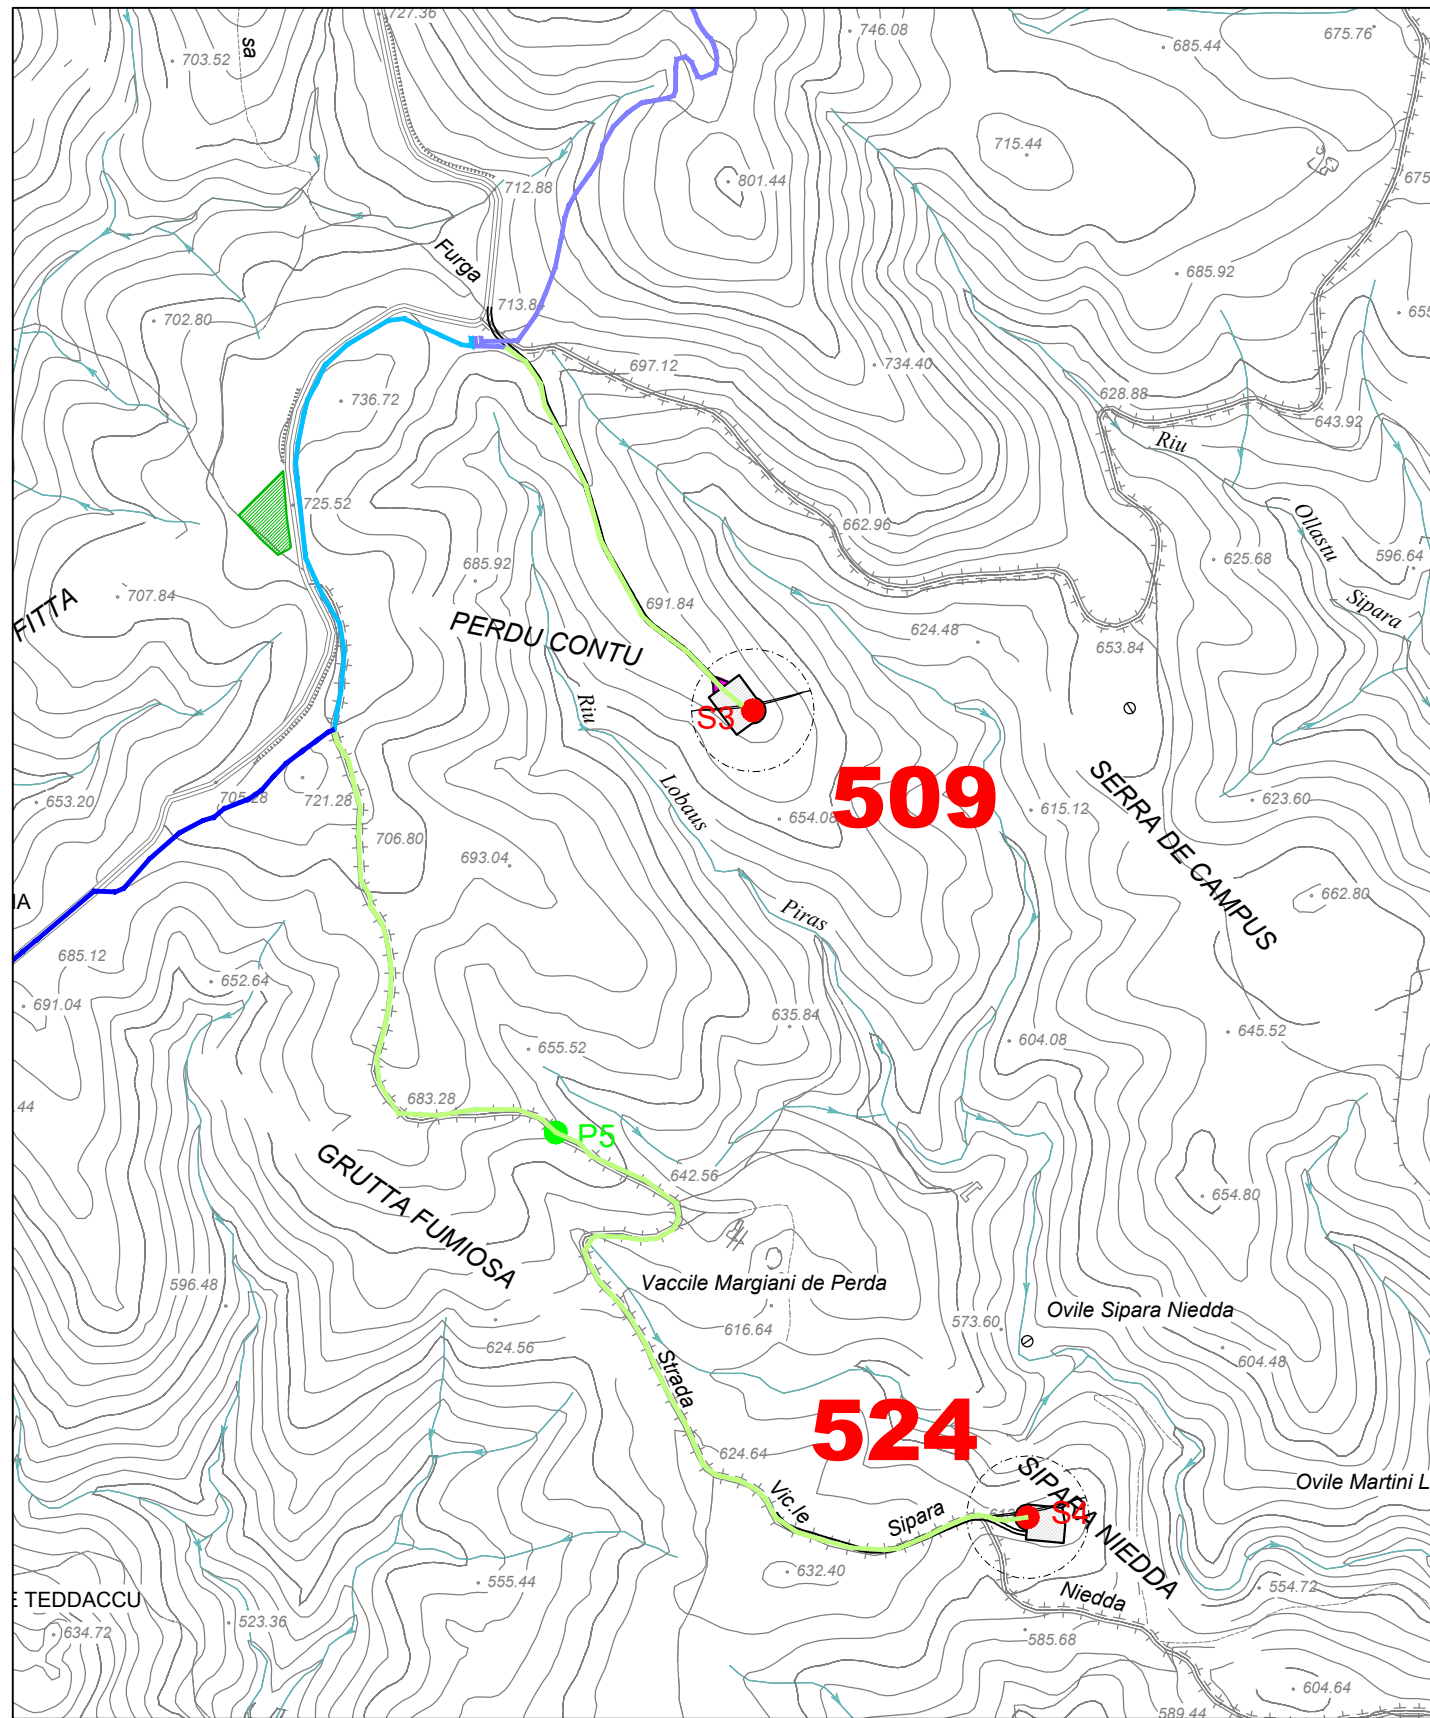 727.36
746.08
675.76
685.44
sa
703.52
715.44
801.44
712.88
675
Furga
685.92
713.84
702.80
655
697.12
734.40
736.72
628.88
643.92
Riu
725.52
Ollastu
662.96
685.92
625.68
596.64
707.84
FITTA
Sipara
691.84
PERDU CONTU
624.48
653.84
Riu
S3
SERRA DE CAMPUS
509
653.20
705.28
721.28
Lobaus
654.08
615.12
623.60
706.80
693.04
662.80
IA
Piras
685.12
652.64
691.04
635.84
645.52
604.08
655.52
.44
683.28
P5
GRUTTA FUMIOSA
642.56
654.80
596.48
Vaccile Margiani de Perda
Ovile Sipara Niedda
616.64
573.60
624.56
604.48
Strada
524
624.64
SIPARA NIEDDA
Ovile Martini L
Vic.le
Sipara
S4
632.40
555.44
554.72
Niedda
E TEDDACCU
523.36
634.72
585.68
604.64
589.44